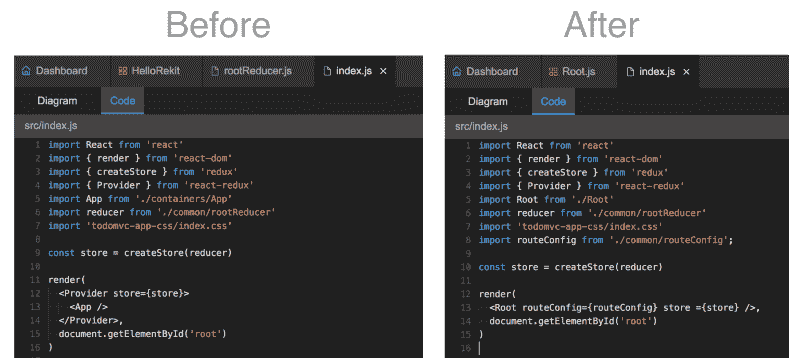 Before
Dashboard HelloRekit rootReducer.js index.js ×
Diagram Code
src/index.js
1 import React from 'react'
2 import { render } from 'react-dom'
3 import { createStore } from 'redux'
4 import { Provider } from 'react-redux'
5 import App from './containers/App'
6 import reducer from './common/rootReducer'
7 import 'todomvc-app-css/index.css'
8
9 const store = createStore(reducer)
10
11 render(
12 <Provider store={store}>
13 <App />
14 </Provider>,
15 document.getElementById('root')
16 )
After
Dashboard Root.js index.js ×
Diagram Code
src/index.js
1 import React from 'react'
2 import { render } from 'react-dom'
3 import { createStore } from 'redux'
4 import { Provider } from 'react-redux'
5 import Root from './Root'
6 import reducer from './common/rootReducer'
7 import 'todomvc-app-css/index.css'
8 import routeConfig from './common/routeConfig';
9
10 const store = createStore(reducer)
11
12 render(
13 <Root routeConfig={routeConfig} store ={store} />,
14 document.getElementById('root')
15 )
16